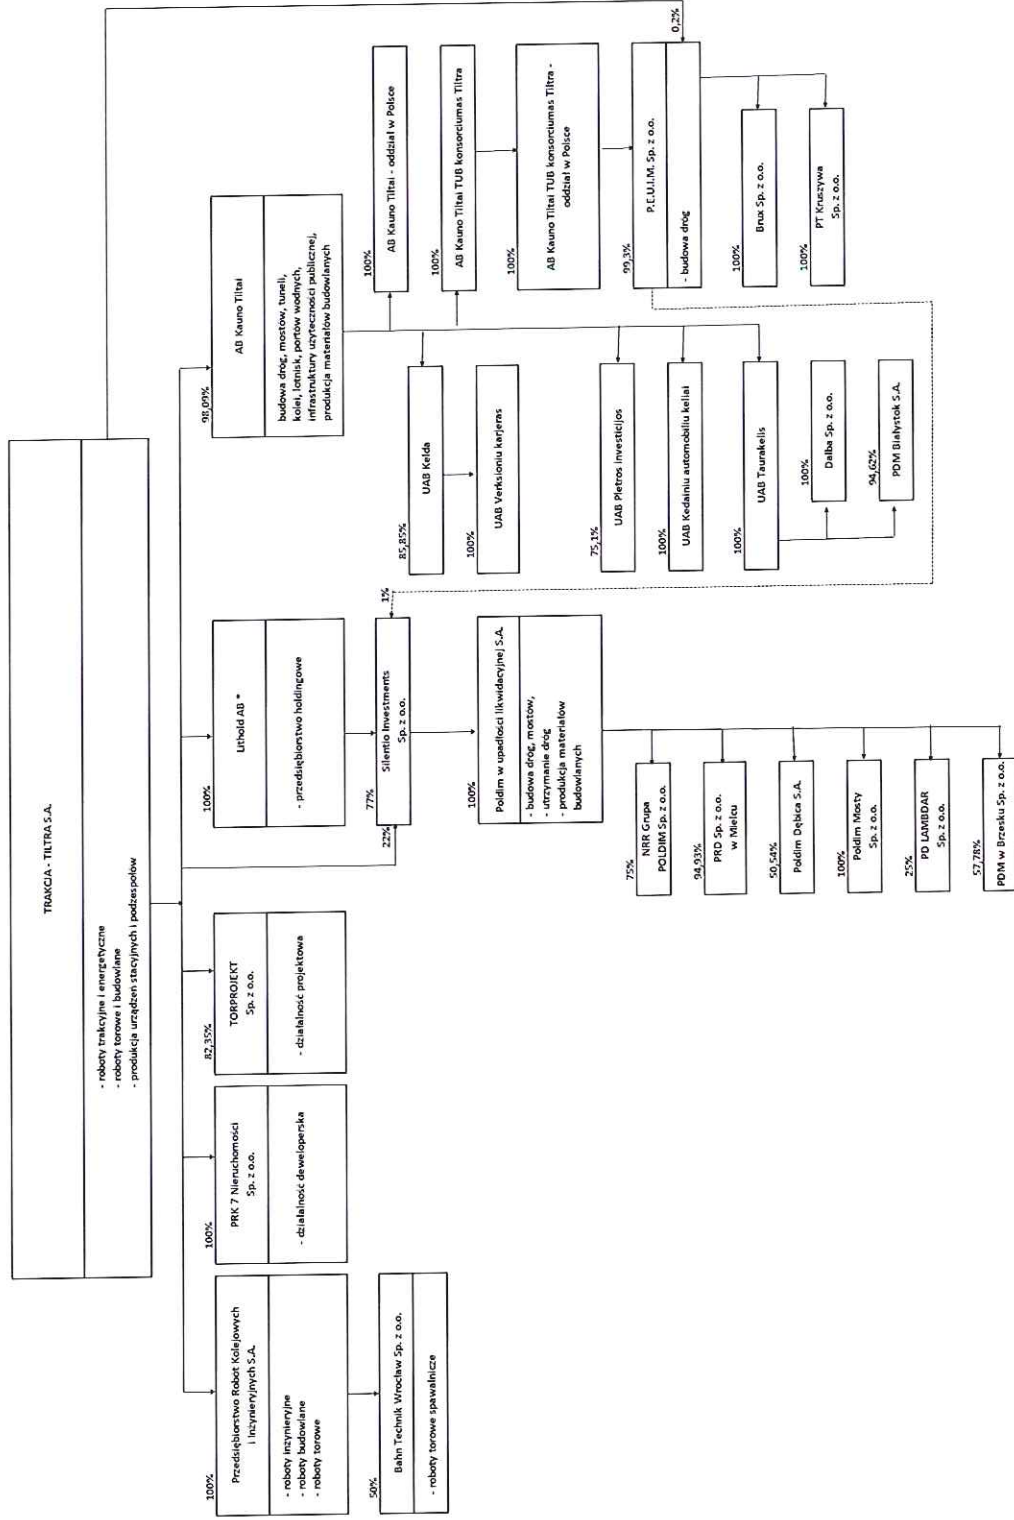 TRAKCJA - TILTRA S.A.
- roboty trakcyjne i energetyczne
- roboty torowe i budowlane
- produkcja urządzeń stacyjnych i podzespołów
100%
Przedsiębiorstwo Robot Kolejowych
i Inżynieryjnych S.A.
- roboty inżynieryjne
- roboty budowlane
- roboty torowe
50%
Bahn Technik Wrocław Sp. z o.o.
- roboty torowe spawalnicze
100%
PRK 7 Nieruchomości
Sp. z o.o.
- działalność deweloperska
82,35%
TORPROJEKT
Sp. z o.o.
- działalność projektowa
100%
Lithold AB *
- przedsiębiorstwo holdingowe
22%
77%
1%
Silentio Investments
Sp. z o.o.
100%
Poldim w upadłości likwidacyjnej S.A.
- budowa dróg, mostów,
- utrzymanie dróg
- produkcja materiałów
budowlanych
75%
NRR Grupa
POLDIM Sp. z o.o.
94,93%
PRD Sp. z o.o.
w Mielcu
50,54%
Poldim Dębica S.A.
100%
Poldim Mosty
Sp. z o.o.
25%
PD LAMBDAR
Sp. z o.o.
57,78%
PDM w Brzesku Sp. z o.o.
98,09%
AB Kauno Tiltai
budowa dróg, mostów, tuneli,
kolei, lotnisk, portów wodnych,
infrastruktury użyteczności publicznej,
produkcja materiałów budowlanych
85,85%
UAB Kelda
100%
UAB Verksioniu karjeras
75,1%
UAB Pletros investicijos
100%
UAB Kedainiu automobiliu keliai
100%
UAB Taurakelis
100%
Dalba Sp. z o.o.
94,62%
PDM Białystok S.A.
100%
AB Kauno Tiltai - oddział w Polsce
100%
AB Kauno Tiltai TUB konsorciumas Tiltra
100%
AB Kauno Tiltai TUB konsorciumas Tiltra -
oddział w Polsce
99,3%
0,2%
P.E.U.I.M. Sp. z o.o.
- budowa dróg
100%
Brux Sp. z o.o.
100%
PT Kruszywa
Sp. z o.o.